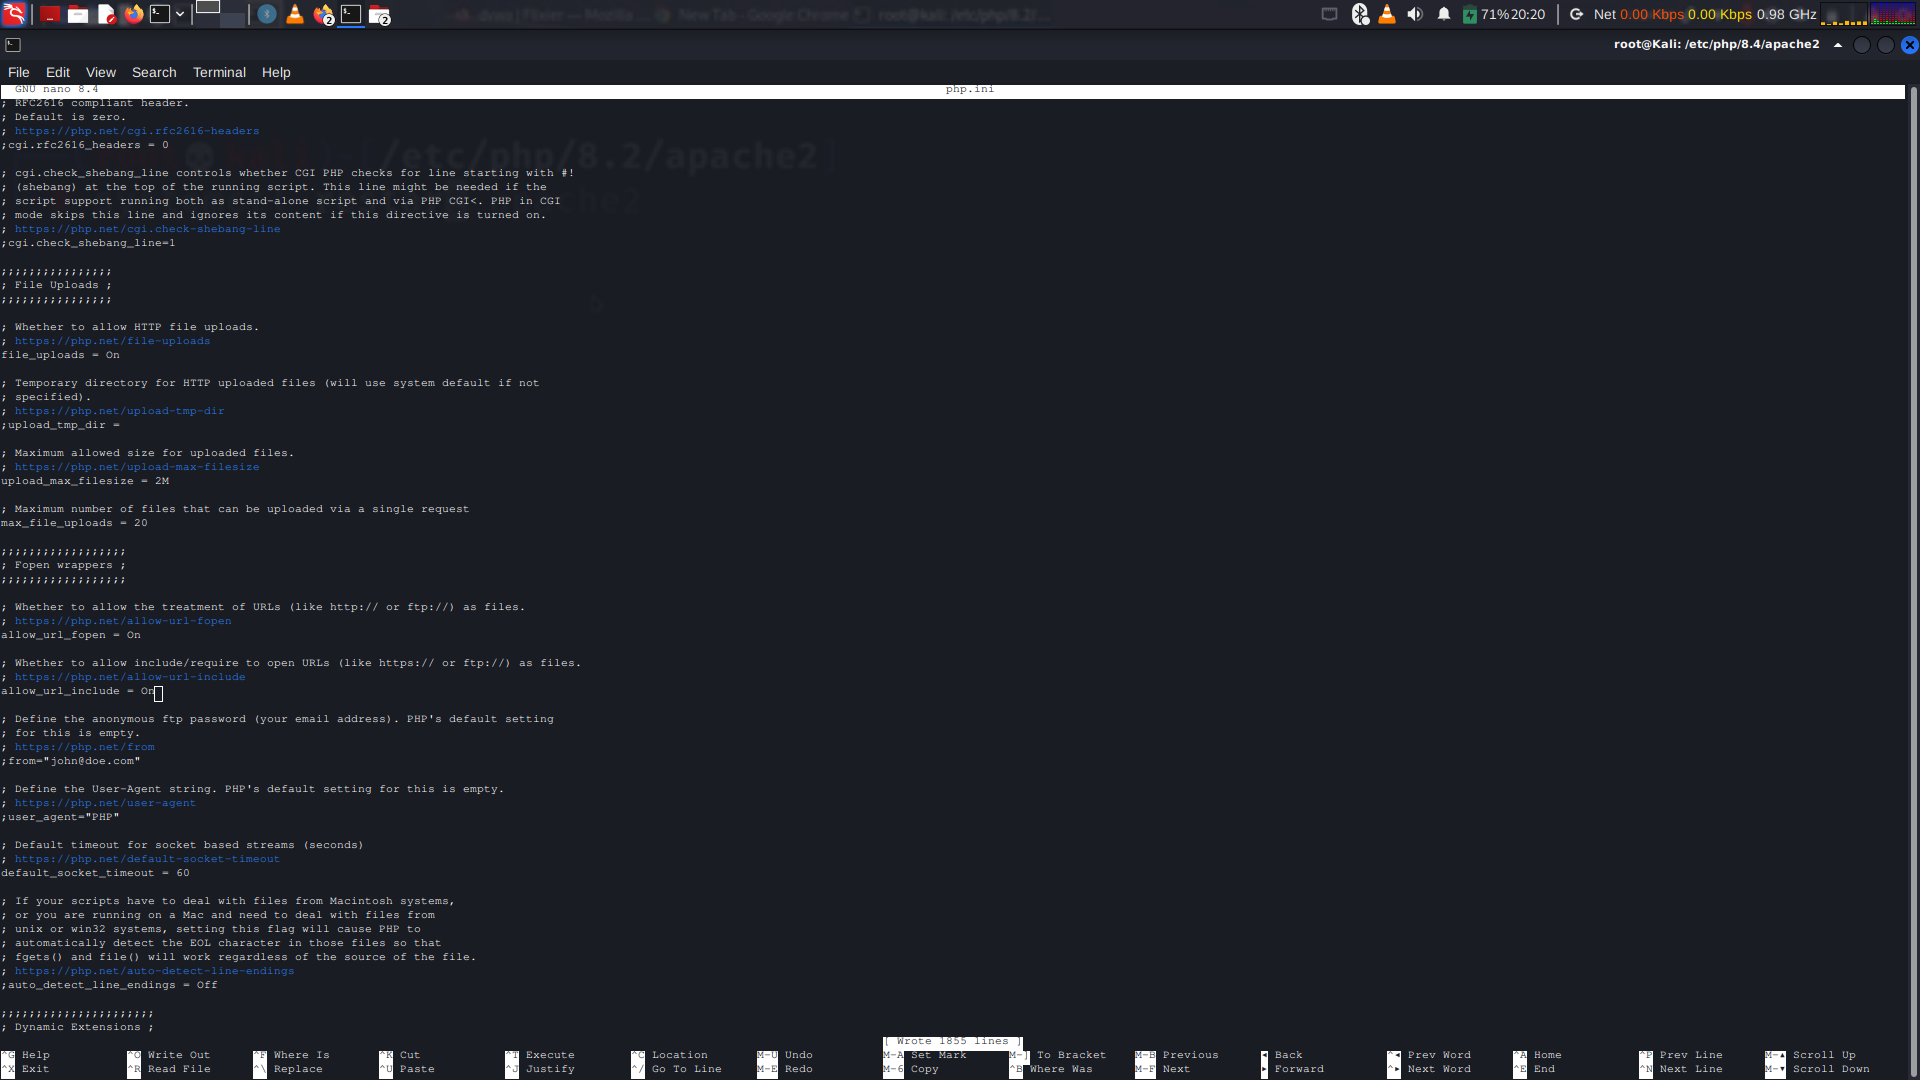 71% 20:20 Net 0.00 Kbps 0.00 Kbps 0.98 GHz
root@Kali: /etc/php/8.4/apache2
File Edit View Search Terminal Help
GNU nano 8.4 php.ini
; RFC2616 compliant header.
; Default is zero.
; https://php.net/cgi.rfc2616-headers
;cgi.rfc2616_headers = 0
/etc/php/8.2/apache2
; cgi.check_shebang_line controls whether CGI PHP checks for line starting with #!
; (shebang) at the top of the running script. This line might be needed if the
; script support running both as stand-alone script and via PHP CGI<. PHP in CGI
; mode skips this line and ignores its content if this directive is turned on.
; https://php.net/cgi.check-shebang-line
;cgi.check_shebang_line=1
;;;;;;;;;;;;;;;;
; File Uploads ;
;;;;;;;;;;;;;;;;
; Whether to allow HTTP file uploads.
; https://php.net/file-uploads
file_uploads = On
; Temporary directory for HTTP uploaded files (will use system default if not
; specified).
; https://php.net/upload-tmp-dir
;upload_tmp_dir =
; Maximum allowed size for uploaded files.
; https://php.net/upload-max-filesize
upload_max_filesize = 2M
; Maximum number of files that can be uploaded via a single request
max_file_uploads = 20
;;;;;;;;;;;;;;;;;;
; Fopen wrappers ;
;;;;;;;;;;;;;;;;;;
; Whether to allow the treatment of URLs (like http:// or ftp://) as files.
; https://php.net/allow-url-fopen
allow_url_fopen = On
; Whether to allow include/require to open URLs (like https:// or ftp://) as files.
; https://php.net/allow-url-include
allow_url_include = On
; Define the anonymous ftp password (your email address). PHP's default setting
; for this is empty.
; https://php.net/from
;from="john@doe.com"
; Define the User-Agent string. PHP's default setting for this is empty.
; https://php.net/user-agent
;user_agent="PHP"
; Default timeout for socket based streams (seconds)
; https://php.net/default-socket-timeout
default_socket_timeout = 60
; If your scripts have to deal with files from Macintosh systems,
; or you are running on a Mac and need to deal with files from
; unix or win32 systems, setting this flag will cause PHP to
; automatically detect the EOL character in those files so that
; fgets() and file() will work regardless of the source of the file.
; https://php.net/auto-detect-line-endings
;auto_detect_line_endings = Off
;;;;;;;;;;;;;;;;;;;;;;
; Dynamic Extensions ;
[ Wrote 1855 lines ]
^G Help ^O Write Out ^F Where Is ^K Cut ^T Execute ^C Location M-U Undo M-A Set Mark M-] To Bracket M-B Previous ◂ Back ^◂ Prev Word ^A Home ^P Prev Line M-▴ Scroll Up
^X Exit ^R Read File ^\ Replace ^U Paste ^J Justify ^/ Go To Line M-E Redo M-6 Copy ^B Where Was M-F Next ▸ Forward ^▸ Next Word ^E End ^N Next Line M-▾ Scroll Down